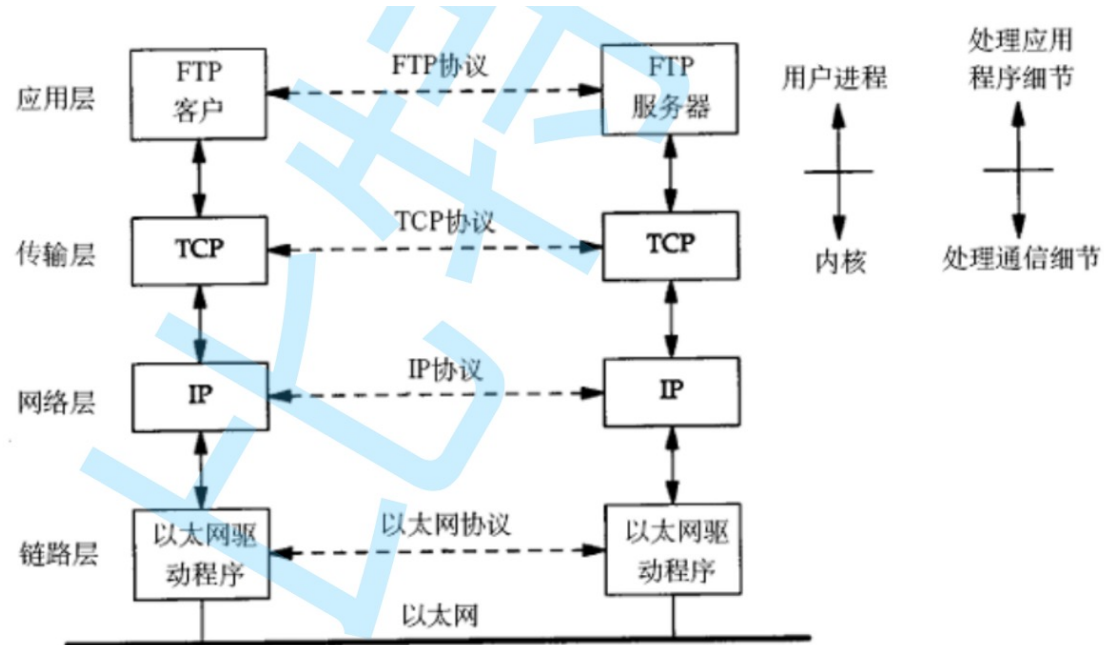 处理应用
程序细节
用户进程
内核
处理通信细节
应用层
FTP
客户
FTP协议
FTP
服务器
传输层
TCP
TCP协议
TCP
网络层
IP
IP协议
IP
链路层
以太网驱
动程序
以太网协议
以太网驱
动程序
以太网